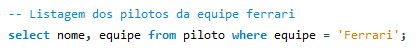 -- Listagem dos pilotos da equipe ferrari
select nome, equipe from piloto where equipe = 'Ferrari';